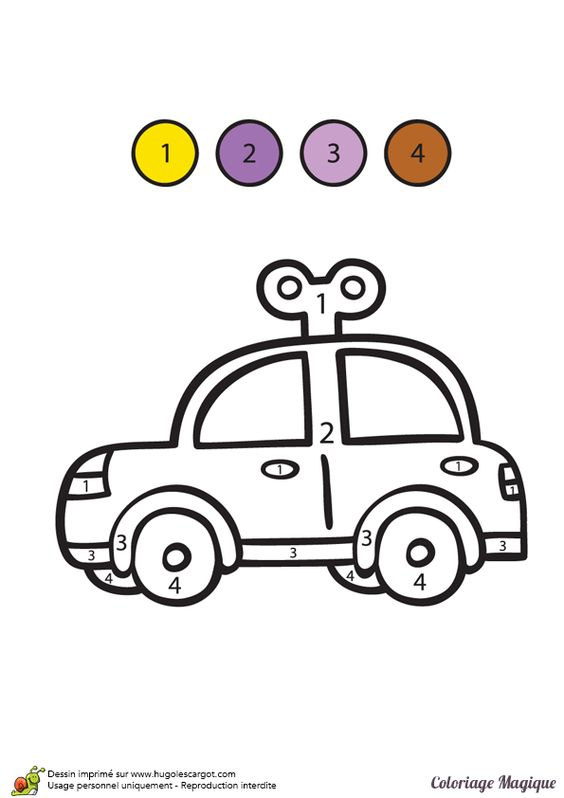 1 2 3 4
1
2
1 1
1 1
3 3
3 3 3
4 4
4 4
Dessin imprimé sur www.hugolescargot.com
Usage personnel uniquement - Reproduction interdite
Coloriage Magique